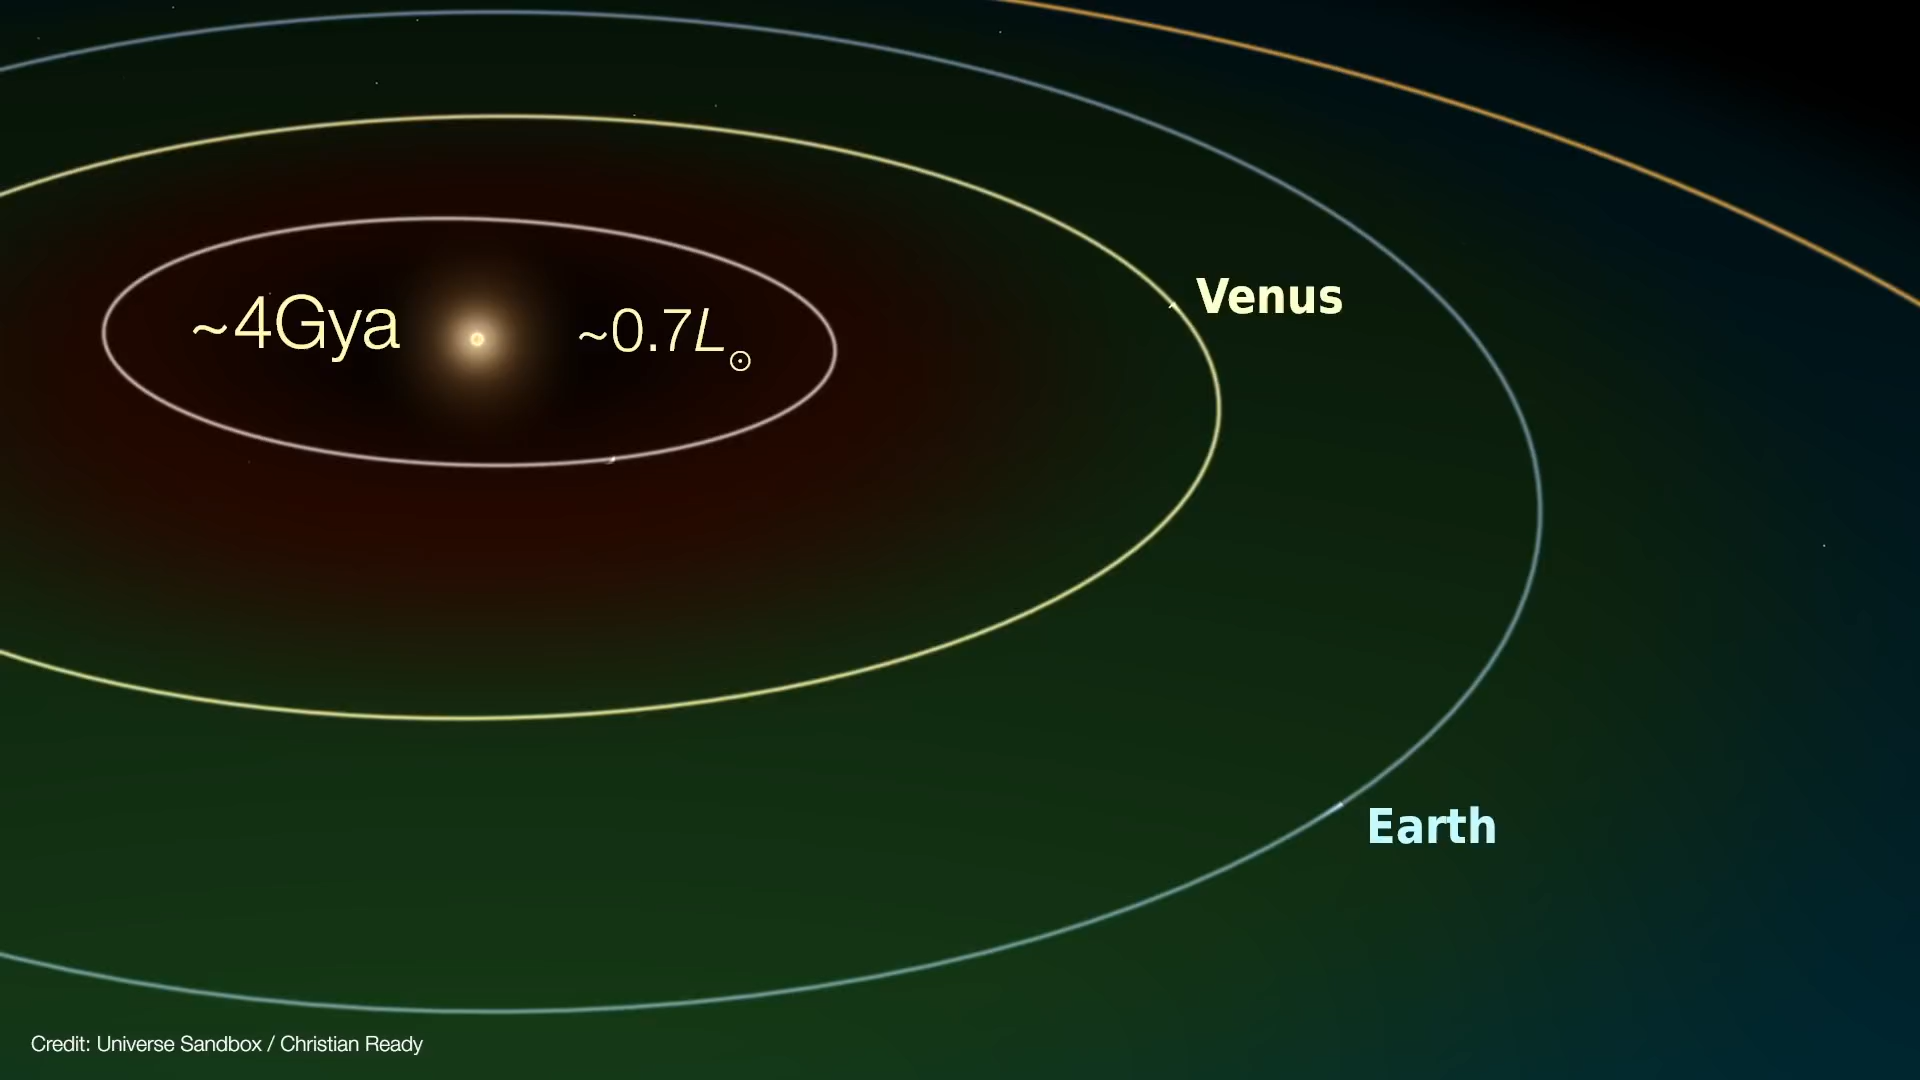 ~4Gya
~0.7L☉
Venus
Earth
Credit: Universe Sandbox / Christian Ready